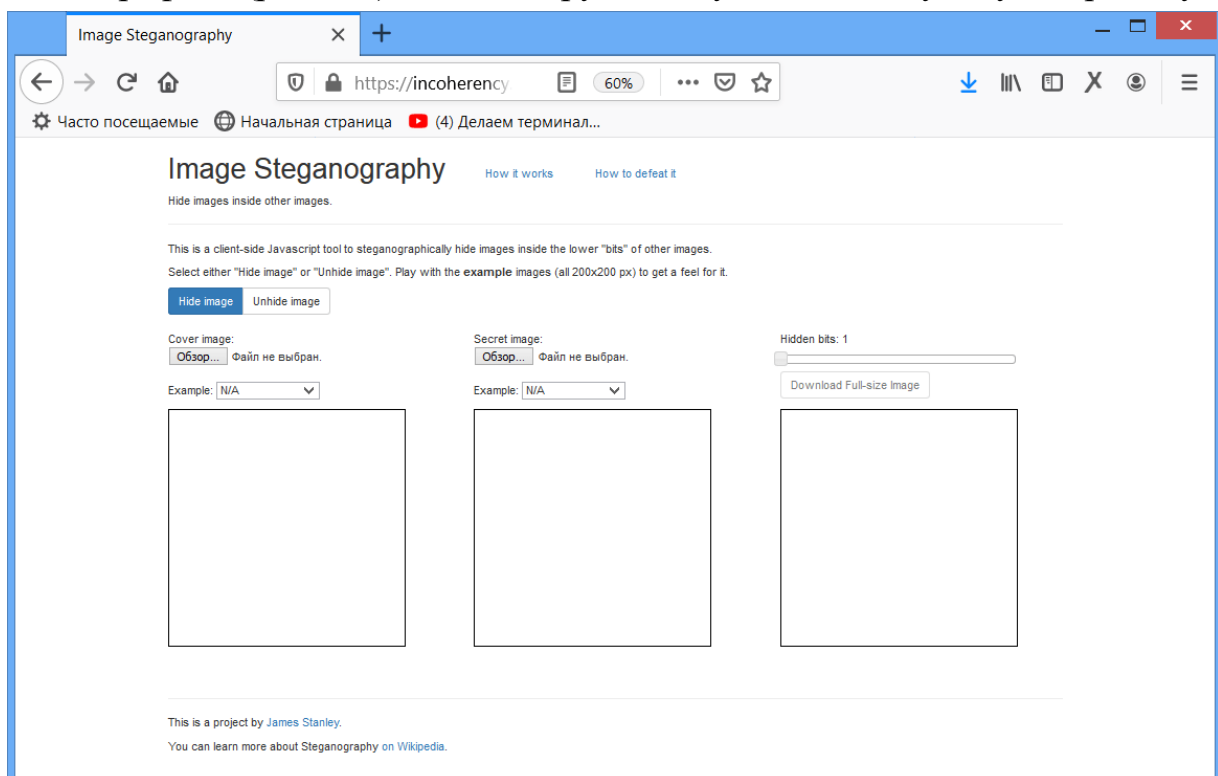 Image Steganography
https://incoherency 60%
Часто посещаемые Начальная страница (4) Делаем терминал...
Image Steganography How it works How to defeat it
Hide images inside other images.
This is a client-side Javascript tool to steganographically hide images inside the lower "bits" of other images.
Select either "Hide image" or "Unhide image". Play with the example images (all 200x200 px) to get a feel for it.
Hide image Unhide image
Cover image: Secret image: Hidden bits: 1
Обзор... Файл не выбран. Обзор... Файл не выбран.
Download Full-size Image
Example: N/A Example: N/A
This is a project by James Stanley.
You can learn more about Steganography on Wikipedia.